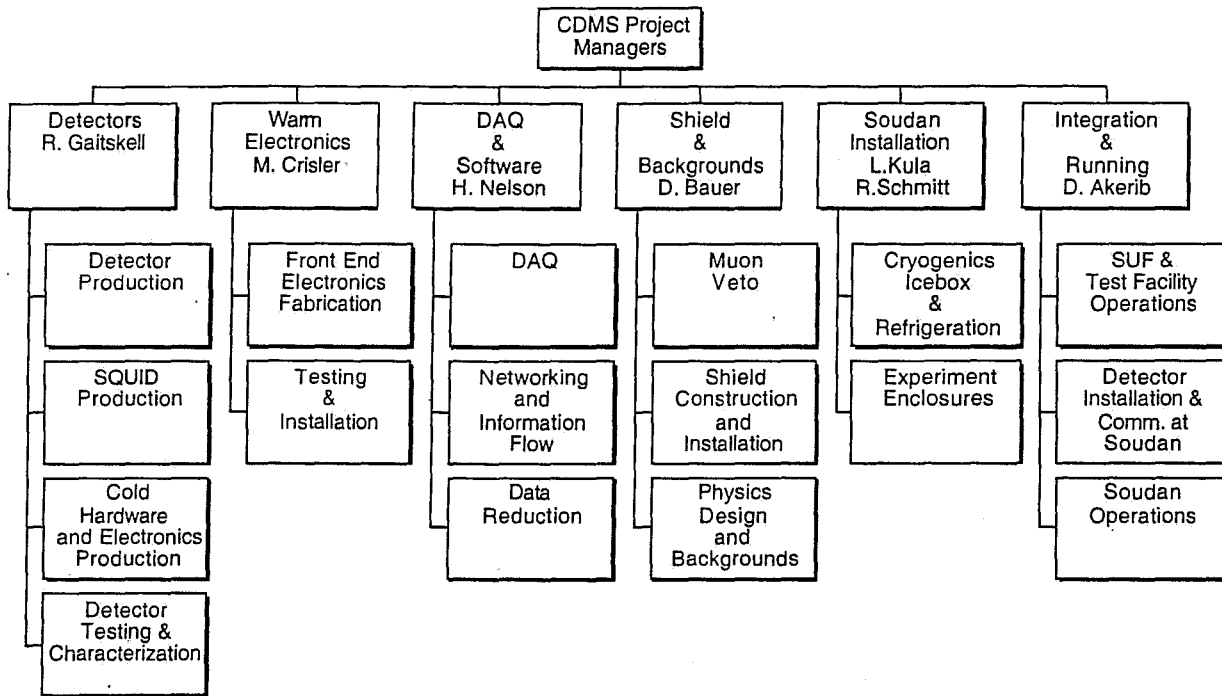 CDMS Project
Managers
Detectors
R. Gaitskell
Warm
Electronics
M. Crisler
DAQ
&
Software
H. Nelson
Shield
&
Backgrounds
D. Bauer
Soudan
Installation
L.Kula
R.Schmitt
Integration
&
Running
D. Akerib
Detector
Production
SQUID
Production
Cold
Hardware
and Electronics
Production
Detector
Testing &
Characterization
Front End
Electronics
Fabrication
Testing
&
Installation
DAQ
Networking
and
Information
Flow
Data
Reduction
Muon
Veto
Shield
Construction
and
Installation
Physics
Design
and
Backgrounds
Cryogenics
Icebox
&
Refrigeration
Experiment
Enclosures
SUF &
Test Facility
Operations
Detector
Installation &
Comm. at
Soudan
Soudan
Operations